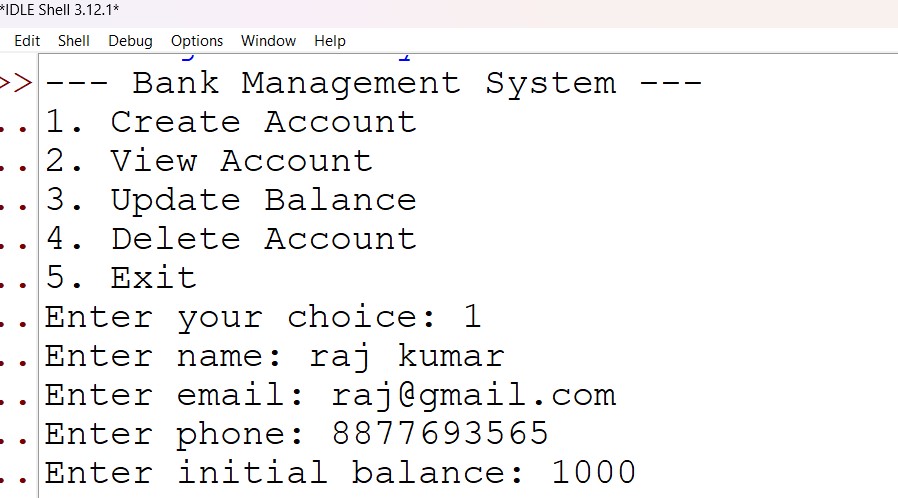 *IDLE Shell 3.12.1*
Edit Shell Debug Options Window Help
>> --- Bank Management System ---
.. 1. Create Account
.. 2. View Account
.. 3. Update Balance
.. 4. Delete Account
.. 5. Exit
.. Enter your choice: 1
.. Enter name: raj kumar
.. Enter email: raj@gmail.com
.. Enter phone: 8877693565
.. Enter initial balance: 1000